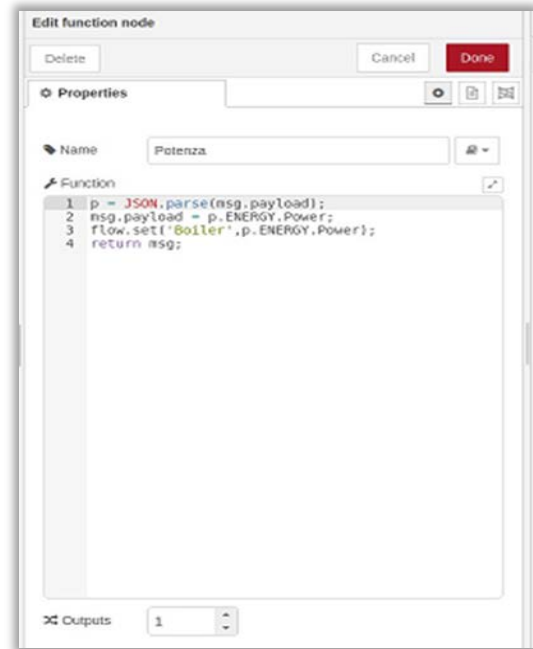 Edit function node
Delete
Cancel
Done
Properties
Name
Potenza
Function
1 p = JSON.parse(msg.payload);
2 msg.payload = p.ENERGY.Power;
3 flow.set('Boiler',p.ENERGY.Power);
4 return msg;
Outputs
1